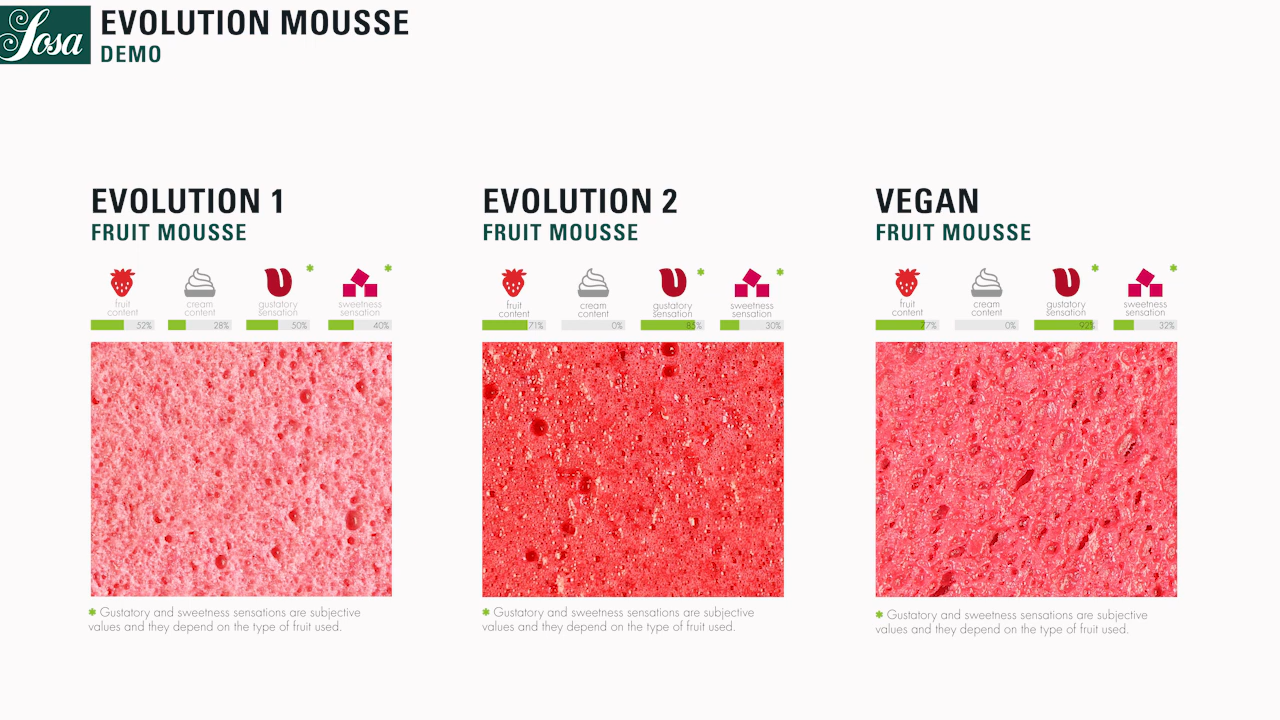 Sosa
EVOLUTION MOUSSE
DEMO
EVOLUTION 1
FRUIT MOUSSE
fruit content
cream content
gustatory sensation
*
sweetness sensation
*
52%
28%
50%
40%
* Gustatory and sweetness sensations are subjective
values and they depend on the type of fruit used.
EVOLUTION 2
FRUIT MOUSSE
fruit content
cream content
gustatory sensation
*
sweetness sensation
*
71%
0%
85%
30%
* Gustatory and sweetness sensations are subjective
values and they depend on the type of fruit used.
VEGAN
FRUIT MOUSSE
fruit content
cream content
gustatory sensation
*
sweetness sensation
*
77%
0%
92%
32%
* Gustatory and sweetness sensations are subjective
values and they depend on the type of fruit used.